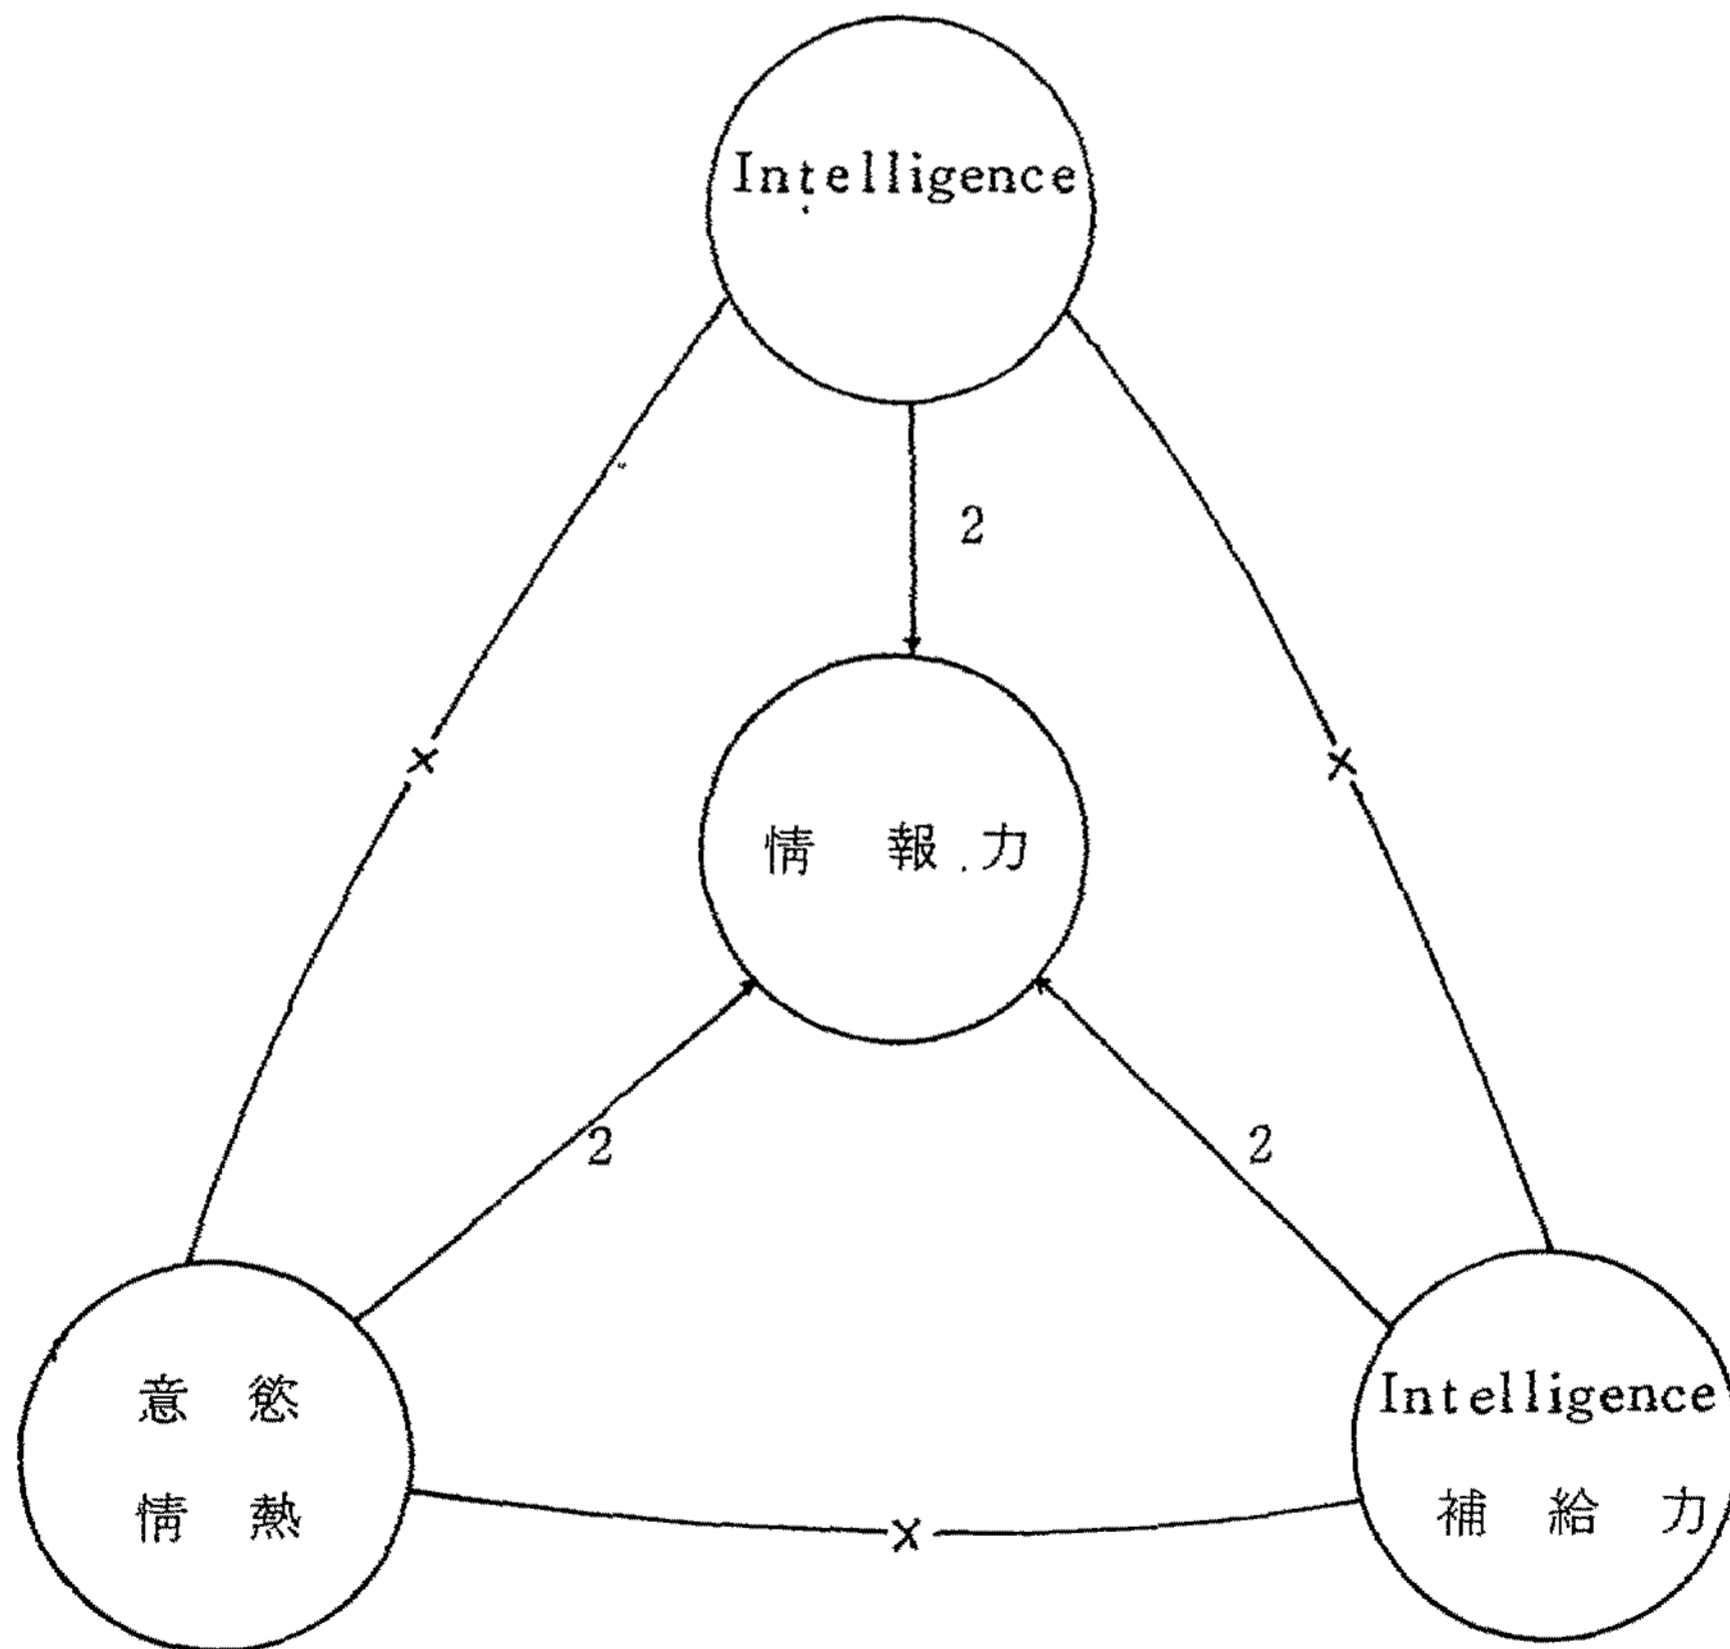 Intelligence
2
×
×
情 報 力
2
2
意 慾
情 熱
Intelligence
補 給 力
×